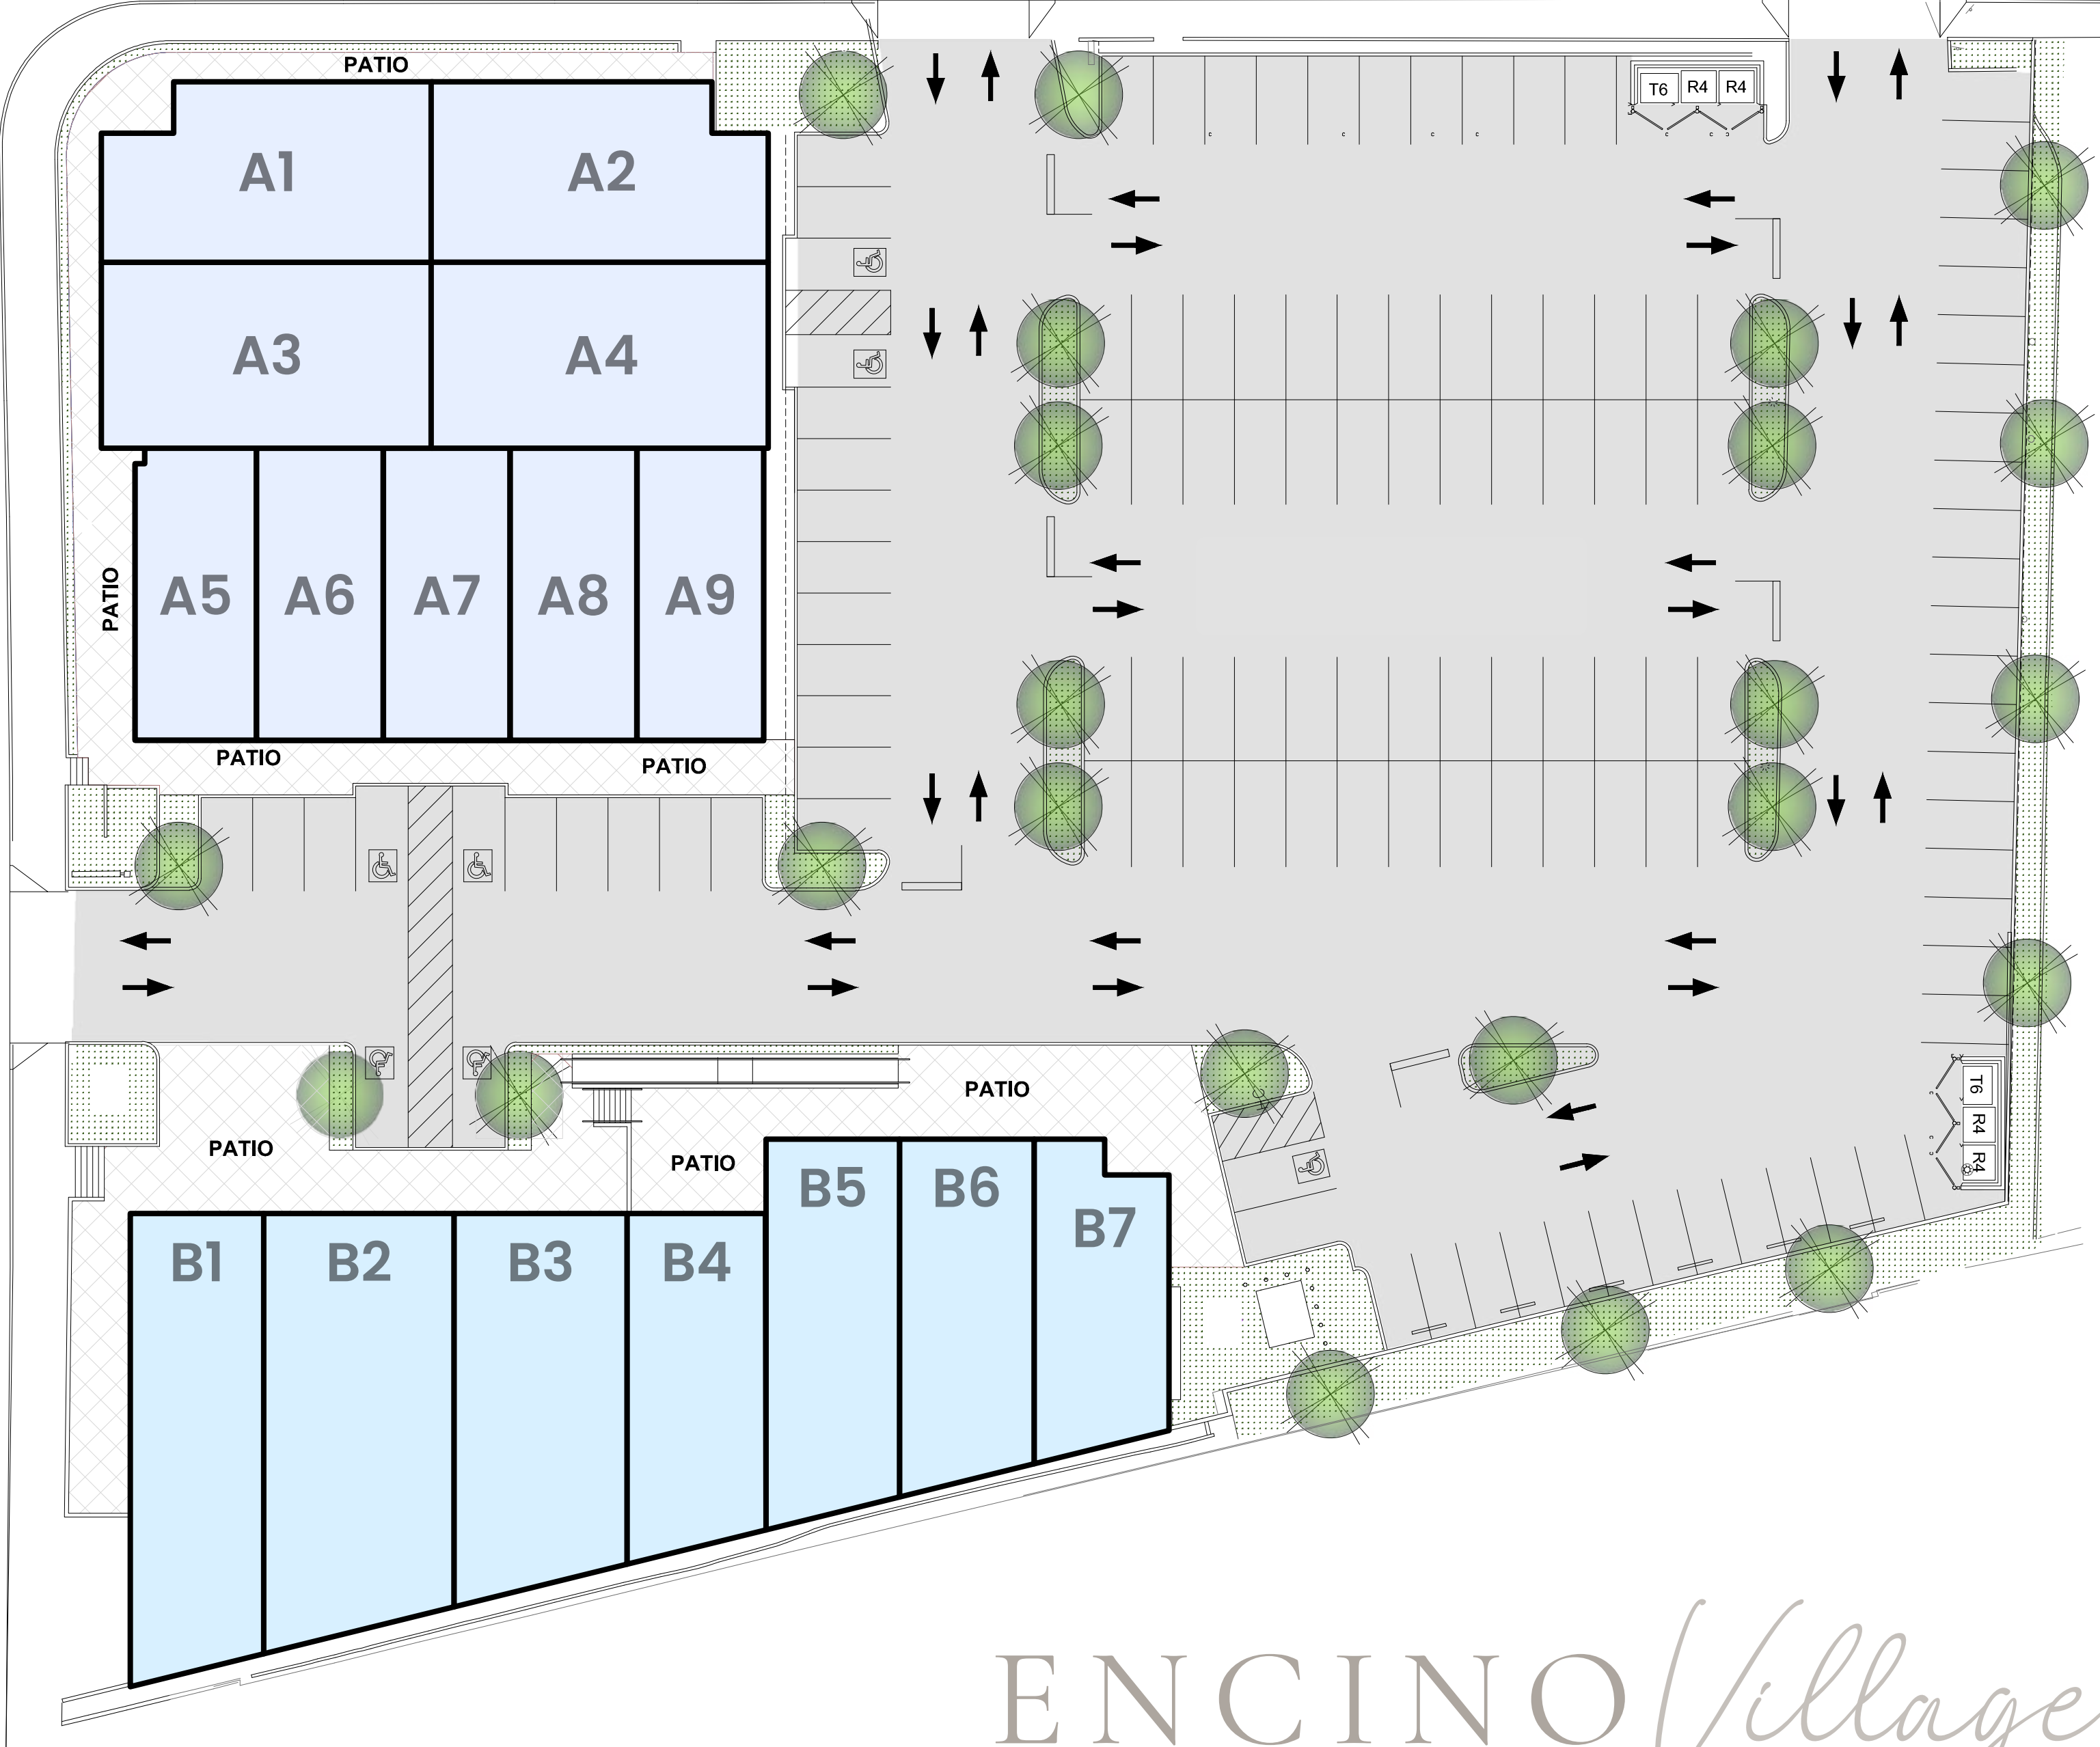 PATIO
T6 R4 R4
A1 A2
A3 A4
PATIO
A5 A6 A7 A8 A9
PATIO
PATIO
T6
R4
R4
PATIO
PATIO
PATIO
B5 B6
B7
B1 B2 B3 B4
ENCINO Village